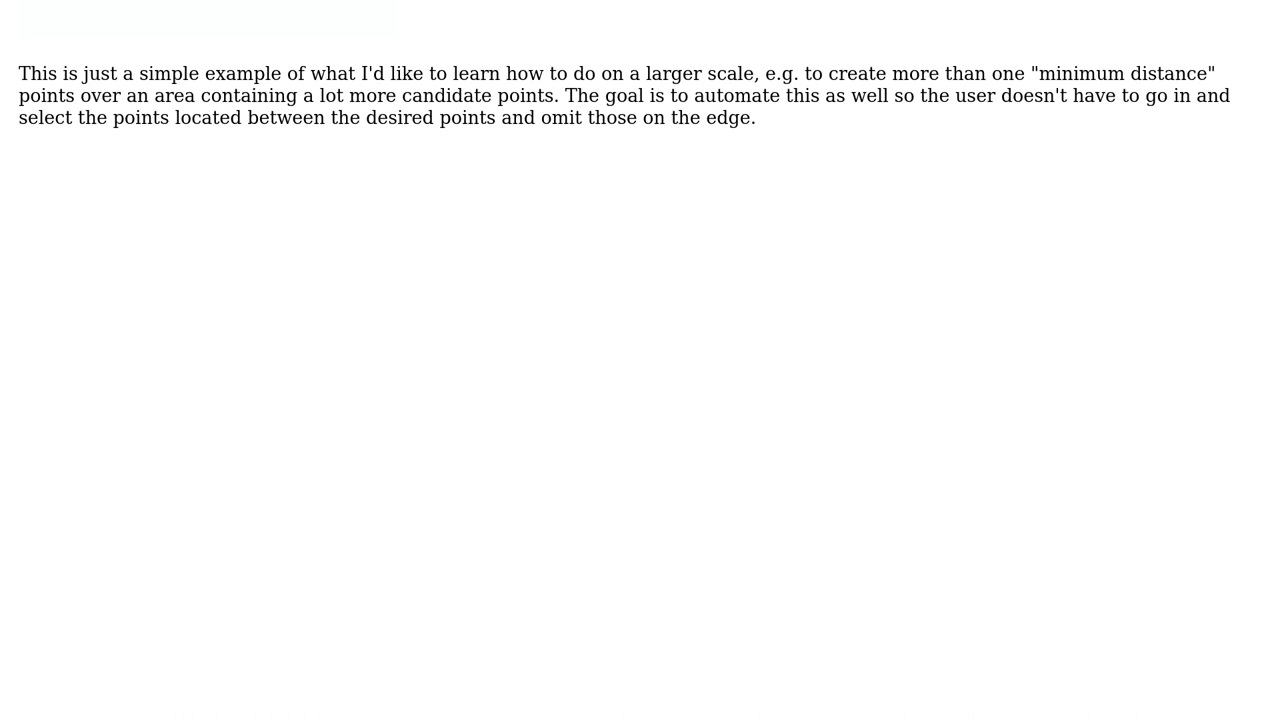 This is just a simple example of what I'd like to learn how to do on a larger scale, e.g. to create more than one "minimum distance"
points over an area containing a lot more candidate points. The goal is to automate this as well so the user doesn't have to go in and
select the points located between the desired points and omit those on the edge.